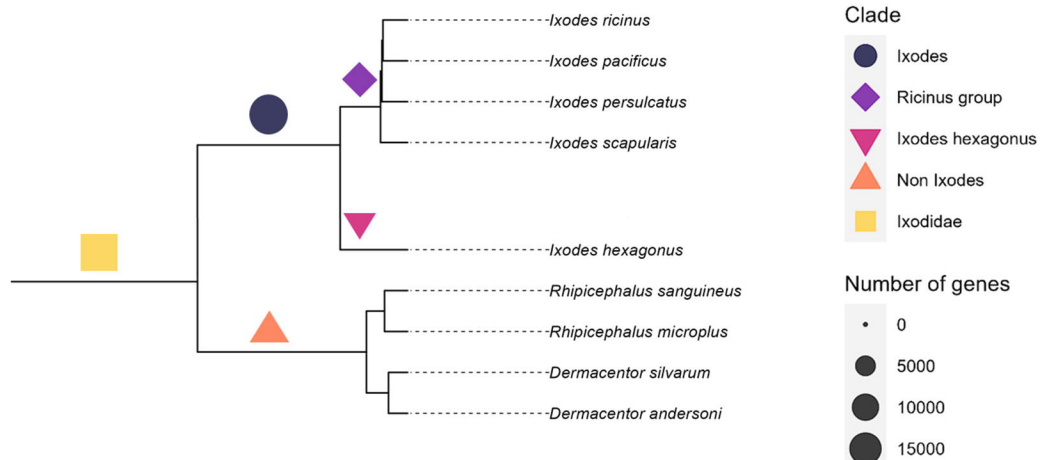 Ixodes ricinus
Ixodes pacificus
Ixodes persulcatus
Ixodes scapularis
Ixodes hexagonus
Rhipicephalus sanguineus
Rhipicephalus microplus
Dermacentor silvarum
Dermacentor andersoni
Clade
Ixodes
Ricinus group
Ixodes hexagonus
Non Ixodes
Ixodidae
Number of genes
0
5000
10000
15000